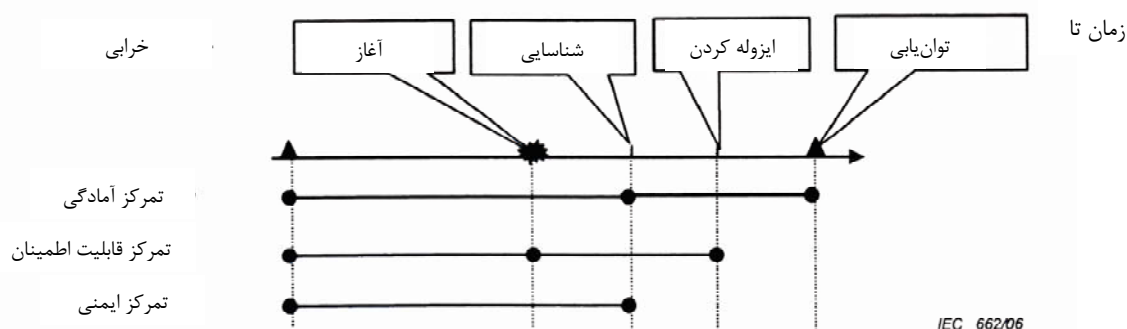 زمان تا
خرابی
آغاز
شناسایی
ایزوله کردن
توان‌یابی
تمرکز آمادگی
تمرکز قابلیت اطمینان
تمرکز ایمنی
IEC 662/06